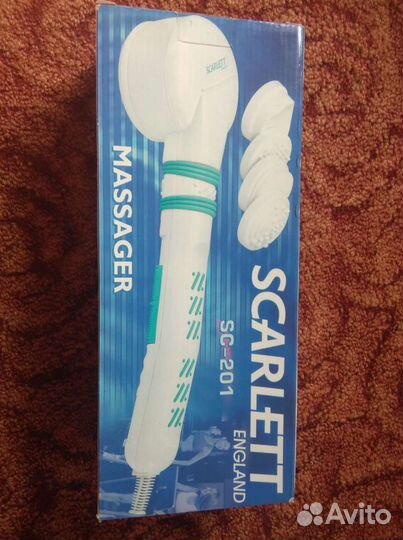 SCARLETT
MASSAGER
SCARLETT
ENGLAND
SC-201
Avito